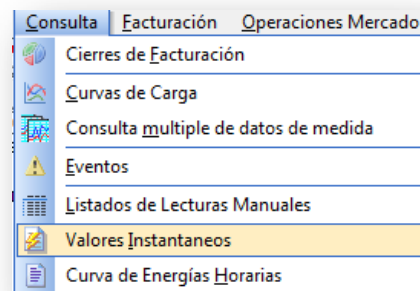 Consulta Facturación Operaciones Mercado
Cierres de Facturación
Curvas de Carga
Consulta multiple de datos de medida
Eventos
Listados de Lecturas Manuales
Valores Instantaneos
Curva de Energías Horarias